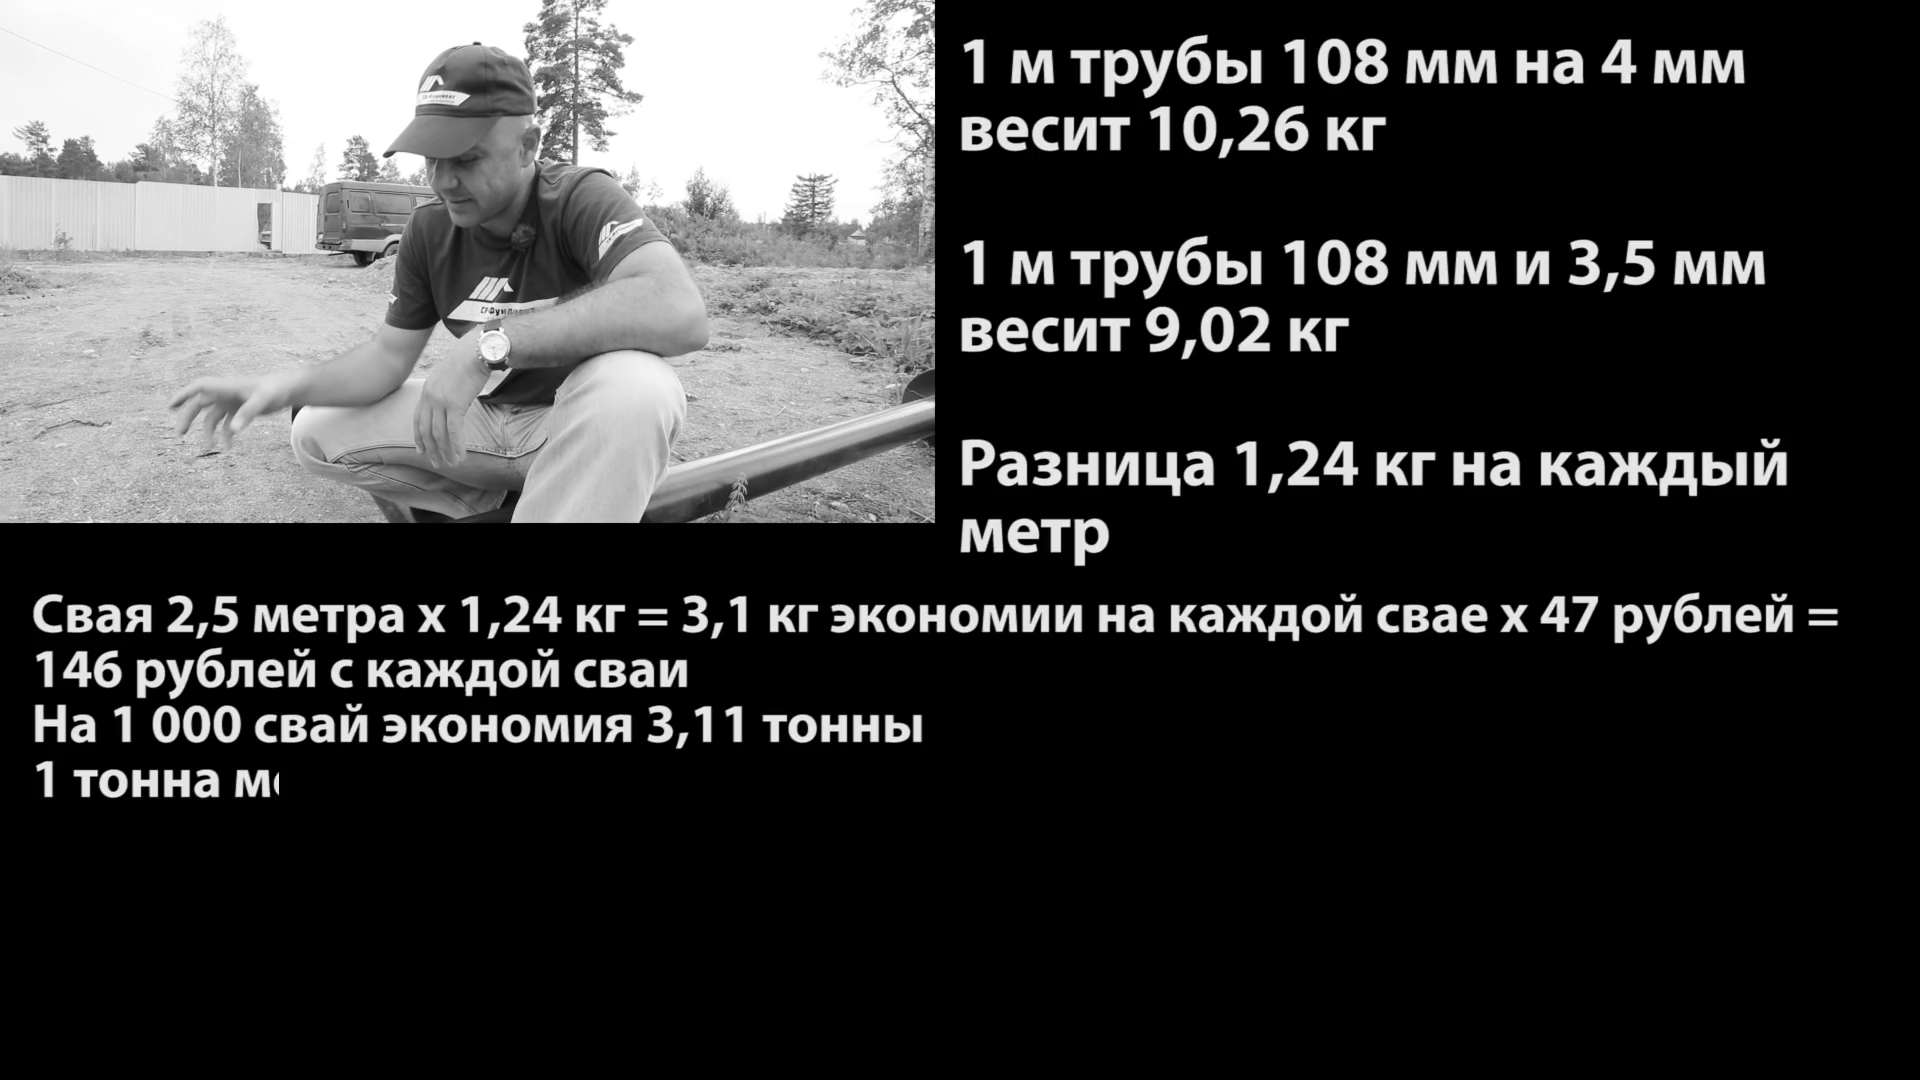 1 м трубы 108 мм на 4 мм
весит 10,26 кг
1 м трубы 108 мм и 3,5 мм
весит 9,02 кг
Разница 1,24 кг на каждый
метр
Свая 2,5 метра х 1,24 кг = 3,1 кг экономии на каждой свае х 47 рублей =
146 рублей с каждой сваи
На 1 000 свай экономия 3,11 тонны
1 тонна м